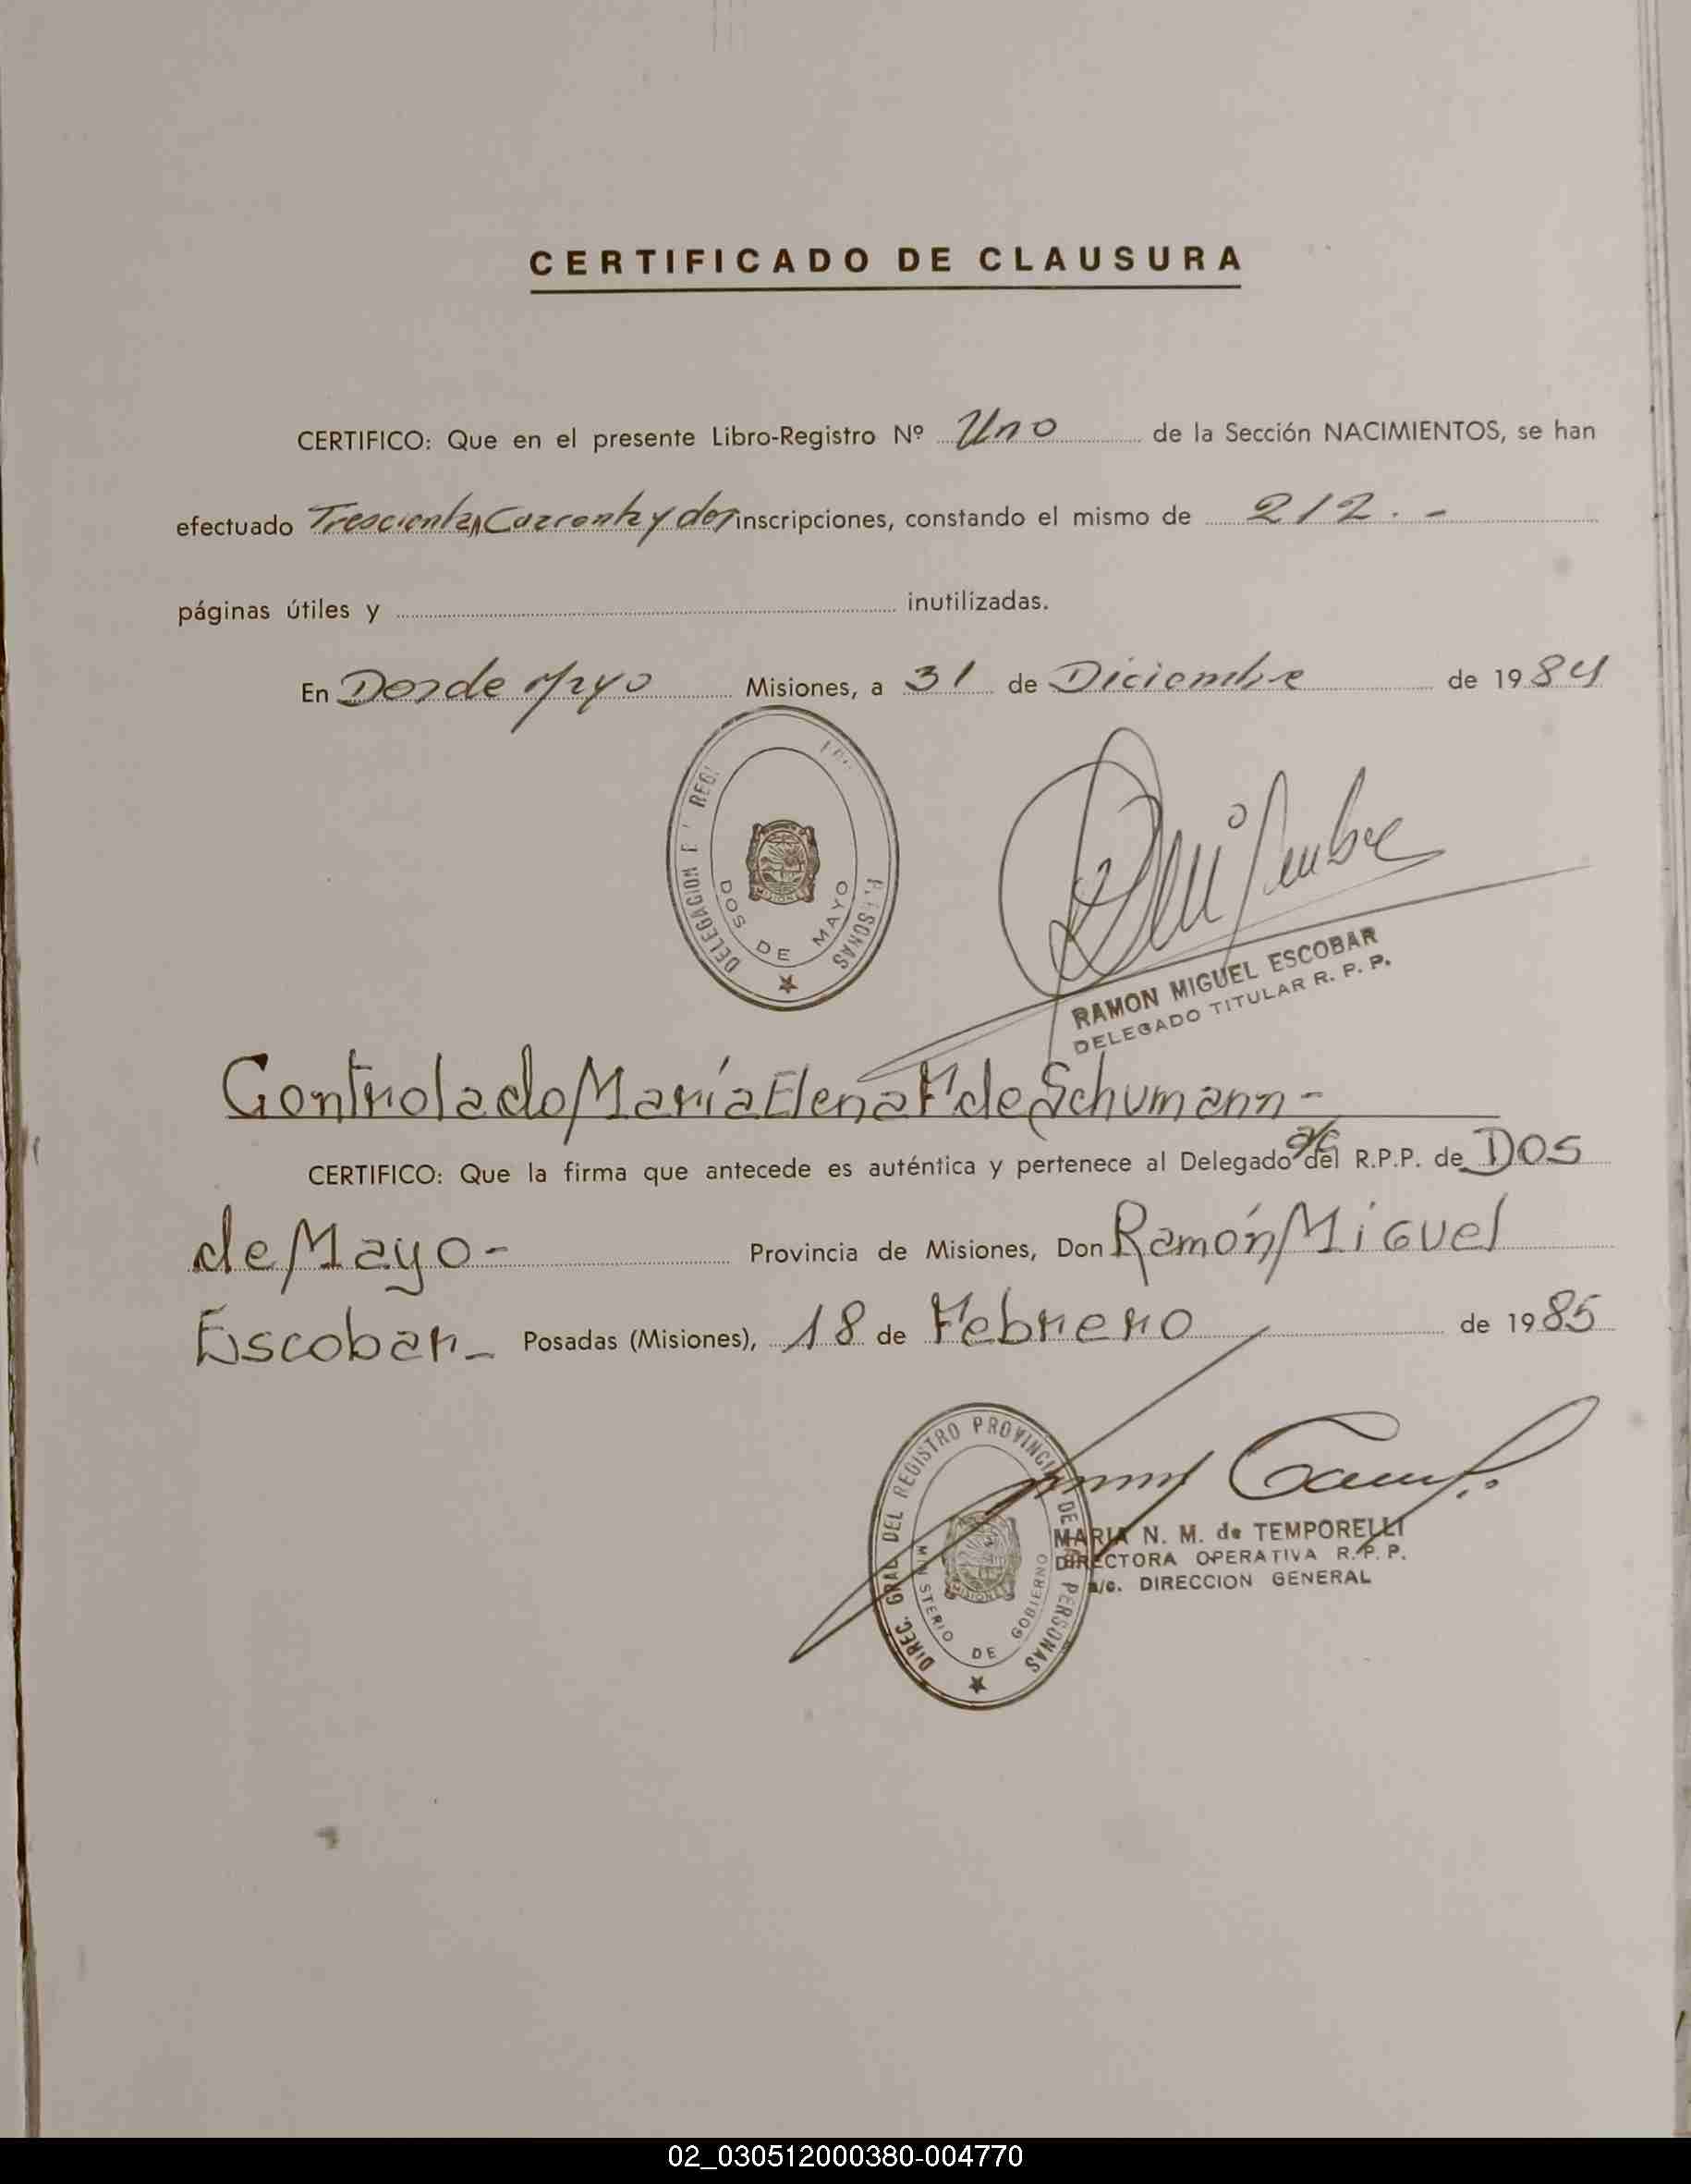 CERTIFICADO DE CLAUSURA
CERTIFICO: Que en el presente Libro-Registro Nº Uno de la Sección NACIMIENTOS, se han
efectuado Trescientas Cuarenta y dos inscripciones, constando el mismo de 212.-
páginas útiles y inutilizadas.
En Dos de Mayo Misiones, a 31 de Diciembre de 1984
DELEGACION REG PERSONAS
DOS DE MAYO
MISIONES
RAMON MIGUEL ESCOBAR
DELEGADO TITULAR R. P. P.
Controlado María Elena F de Schumann-
CERTIFICO: Que la firma que antecede es auténtica y pertenece al Delegado del R.P.P. de DOS
de Mayo- Provincia de Misiones, Don Ramón Miguel
Escobar- Posadas (Misiones), 18 de Febrero de 1985
DIREC. GRAL DEL REGISTRO PROVINCIAL DE PERSONAS
MINISTERIO DE GOBIERNO
MISIONES
MARIA N. M. de TEMPORELLI
DIRECTORA OPERATIVA R. P. P.
a/c. DIRECCION GENERAL
02_030512000380-004770